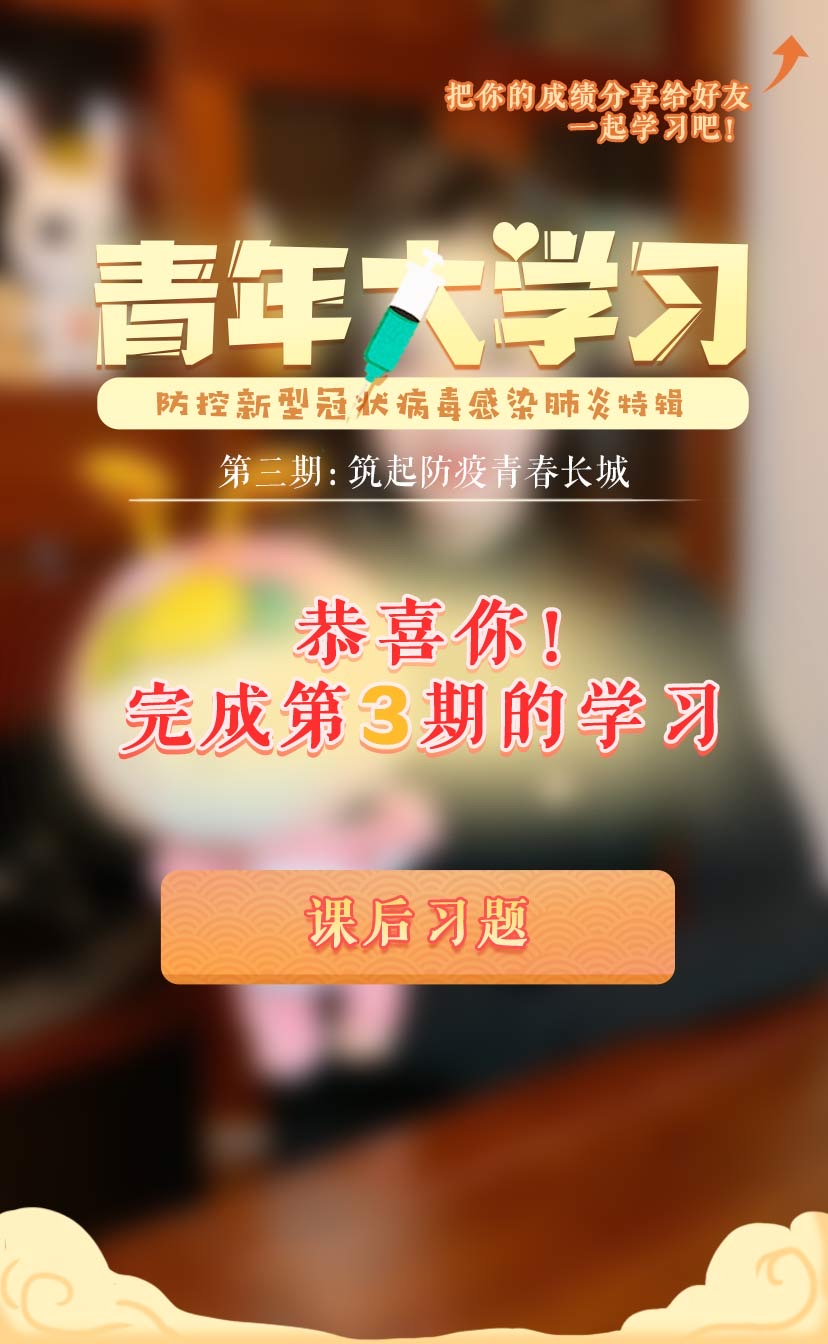 把你的成绩分享给好友
一起学习吧!
青年大学习
防控新型冠状病毒感染肺炎特辑
第三期:筑起防疫青春长城
恭喜你!
完成第3期的学习
课后习题